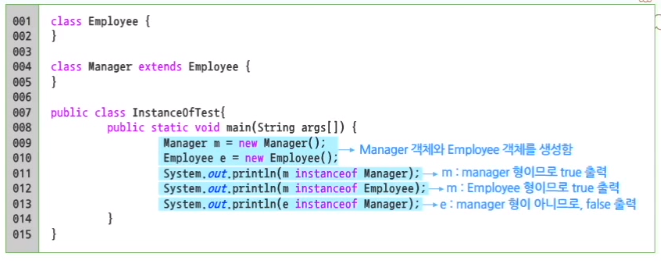 001 class Employee {
002 }
003
004 class Manager extends Employee {
005 }
006
007 public class InstanceOfTest{
008 public static void main(String args[]) {
009 Manager m = new Manager();
010 Employee e = new Employee();
Manager 객체와 Employee 객체를 생성함
011 System.out.println(m instanceof Manager); m : manager 형이므로 true 출력
012 System.out.println(m instanceof Employee); m : Employee 형이므로 true 출력
013 System.out.println(e instanceof Manager); e : manager 형이 아니므로, false 출력
014 }
015 }